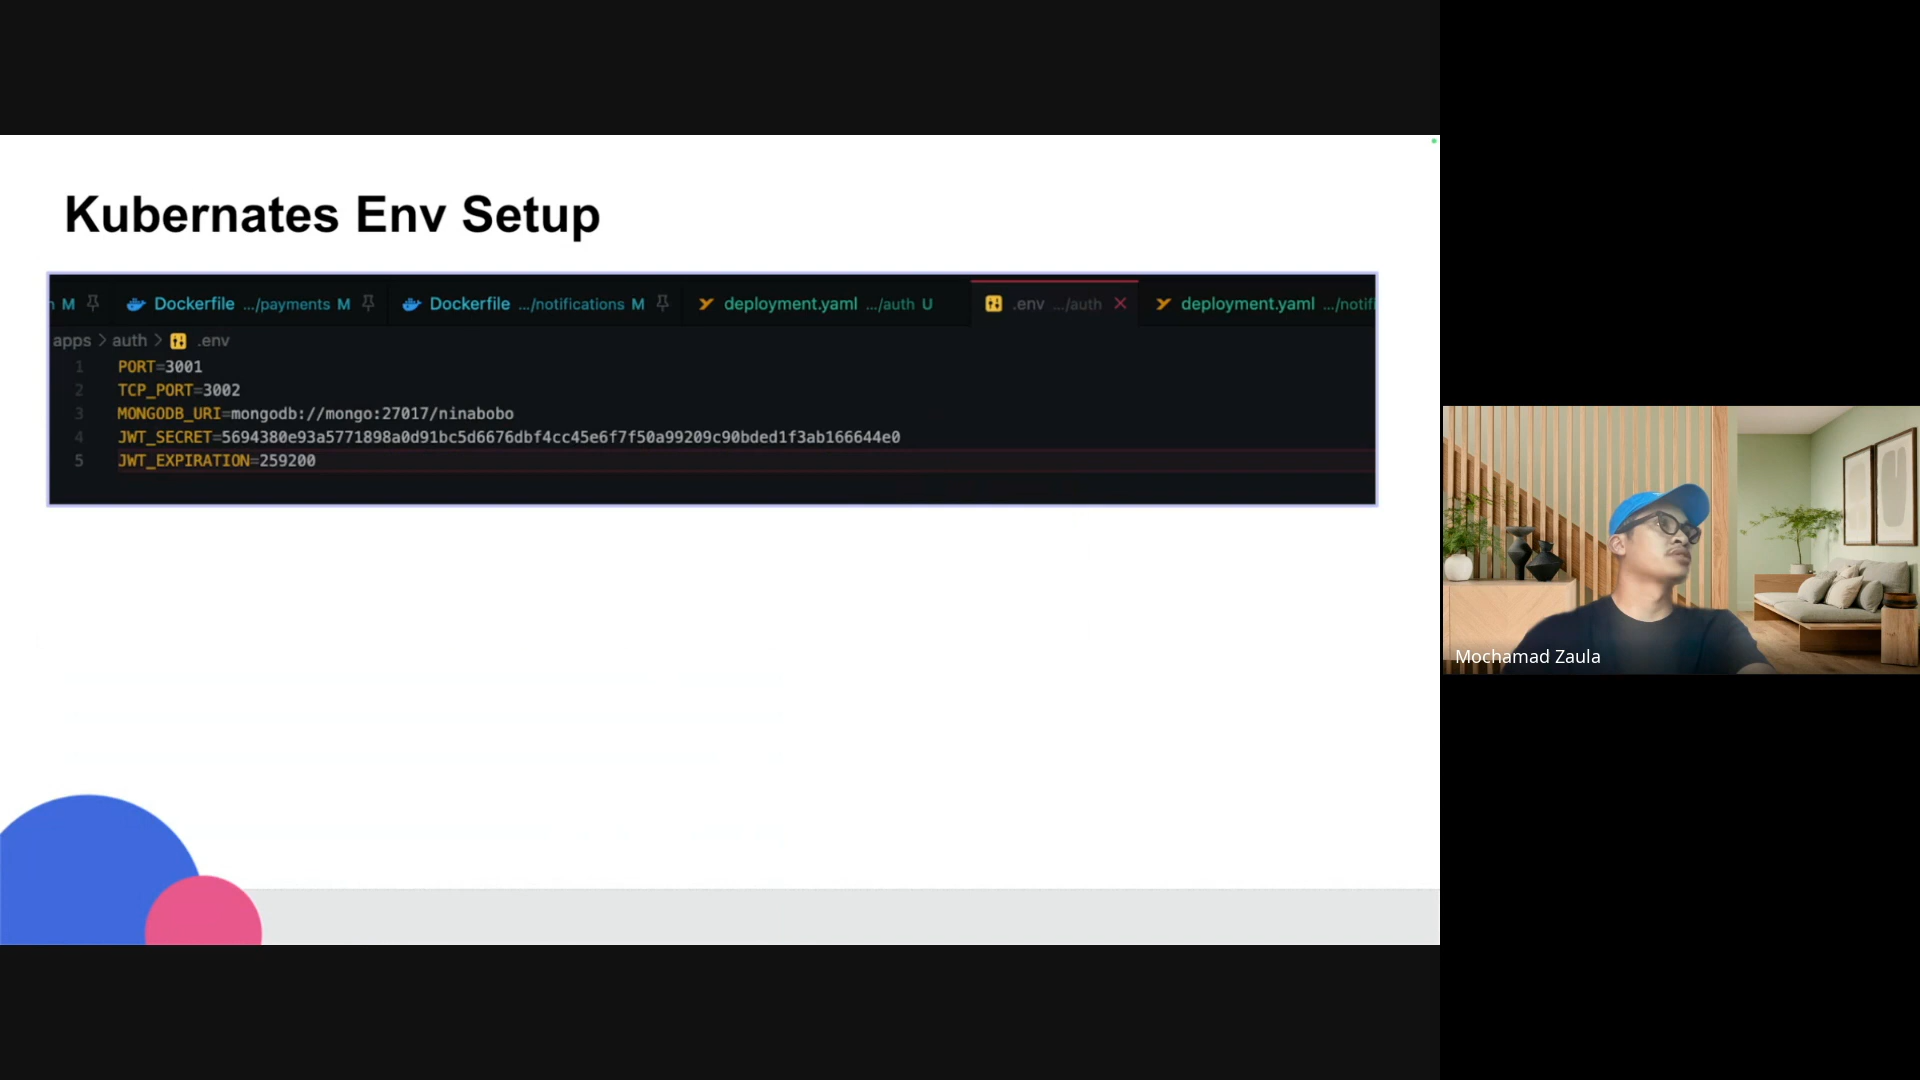 Kubernates Env Setup
M Dockerfile .../payments M Dockerfile .../notifications M deployment.yaml .../auth U .env .../auth deployment.yaml .../notifi
apps > auth > .env
1 PORT=3001
2 TCP_PORT=3002
3 MONGODB_URI=mongodb://mongo:27017/ninabobo
4 JWT_SECRET=5694380e93a5771898a0d91bc5d6676dbf4cc45e6f7f50a99209c90bded1f3ab166644e0
5 JWT_EXPIRATION=259200
Mochamad Zaula